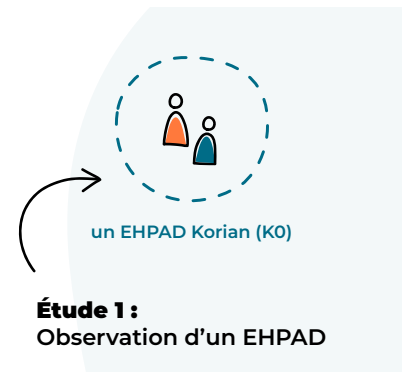 un EHPAD Korian (K0)
Étude 1 :
Observation d’un EHPAD